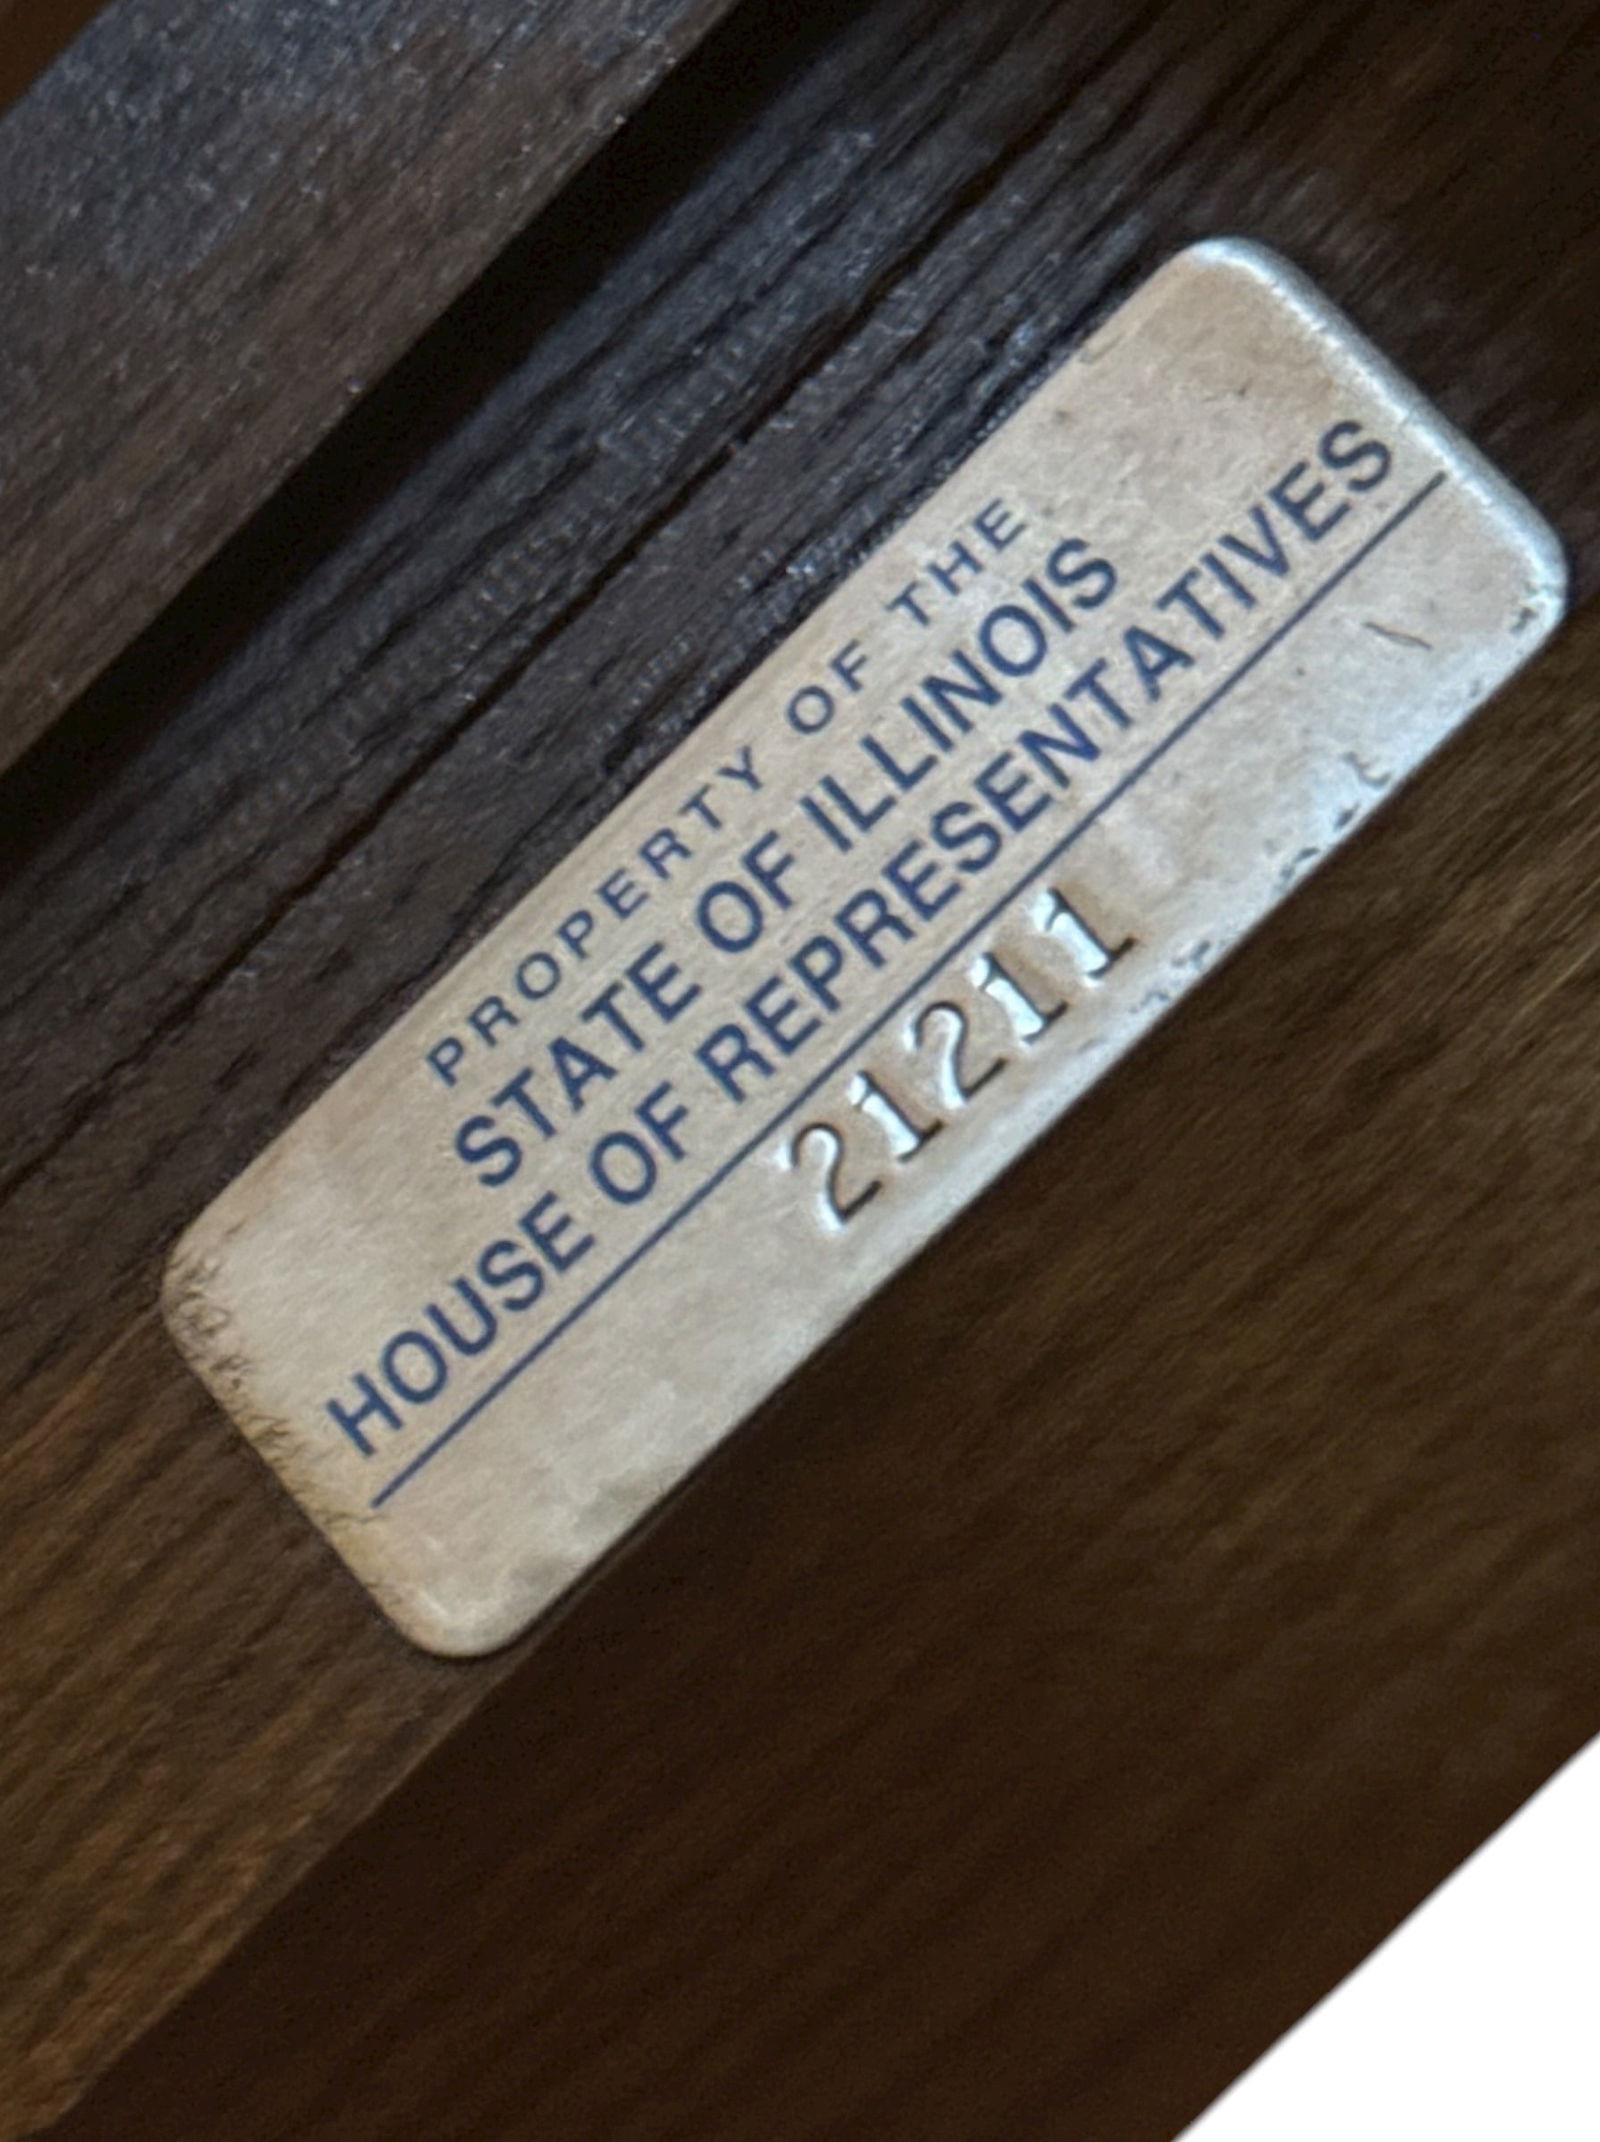 PROPERTY OF THE
STATE OF ILLINOIS
HOUSE OF REPRESENTATIVES
21211